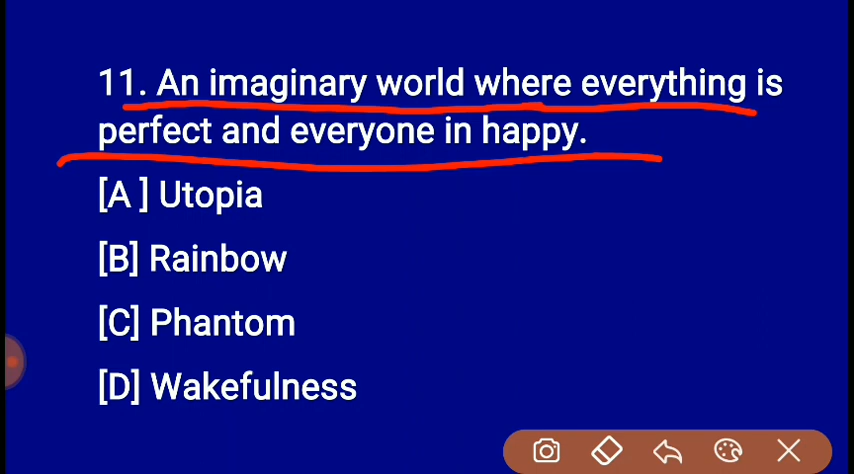 11. An imaginary world where everything is
perfect and everyone in happy.
[A ] Utopia
[B] Rainbow
[C] Phantom
[D] Wakefulness